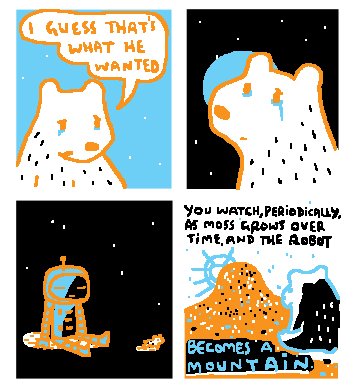 I GUESS THAT'S
WHAT HE
WANTED
YOU WATCH, PERIODICALLY,
AS MOSS GROWS OVER
TIME, AND THE ROBOT
BECOMES A
MOUNTAIN